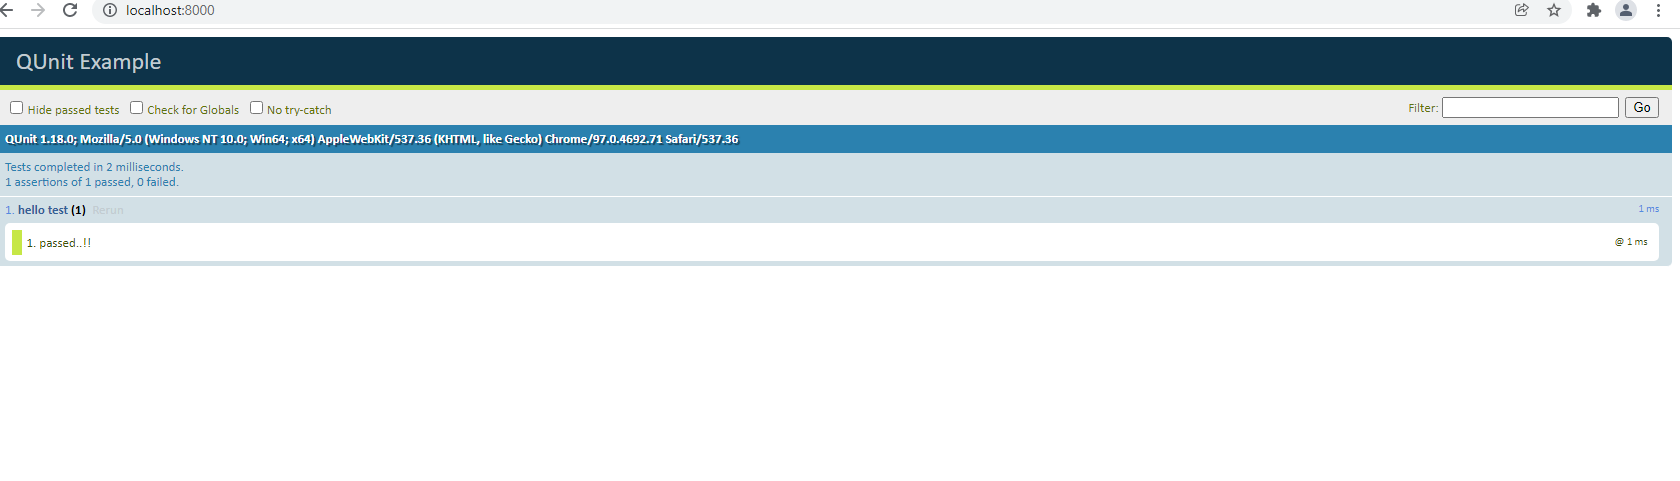 localhost:8000
QUnit Example
Hide passed tests Check for Globals No try-catch Filter: Go
QUnit 1.18.0; Mozilla/5.0 (Windows NT 10.0; Win64; x64) AppleWebKit/537.36 (KHTML, like Gecko) Chrome/97.0.4692.71 Safari/537.36
Tests completed in 2 milliseconds.
1 assertions of 1 passed, 0 failed.
1. hello test (1) Rerun 1 ms
1. passed..!! @ 1 ms